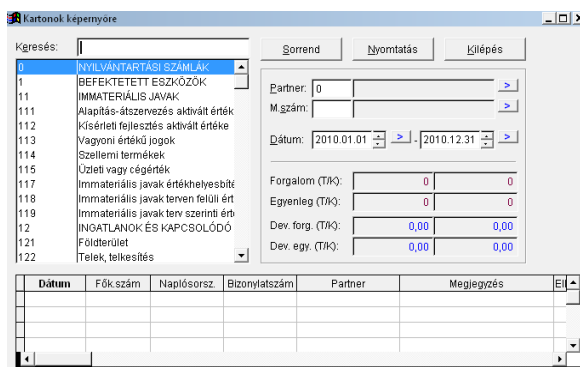 Kartonok képernyőre
Keresés:
Sorrend Nyomtatás Kilépés
0 NYILVÁNTARTÁSI SZÁMLÁK
1 BEFEKTETETT ESZKÖZÖK
11 IMMATERIÁLIS JAVAK
111 Alapítás-átszervezés aktivált érték
112 Kísérleti fejlesztés aktivált értéke
113 Vagyoni értékű jogok
114 Szellemi termékek
115 Üzleti vagy cégérték
117 Immateriális javak értékhelyesbíté
118 Immateriális javak terven felüli ért
119 Immateriális javak terv szerinti érté
12 INGATLANOK ÉS KAPCSOLÓDÓ
121 Földterület
122 Telek, telkesítés
Partner: 0 >
M.szám: >
Dátum: 2010.01.01 > - 2010.12.31 >
Forgalom (T/K): 0 0
Egyenleg (T/K): 0 0
Dev. forg. (T/K): 0,00 0,00
Dev. egy. (T/K): 0,00 0,00
Dátum Fők.szám Naplósorsz. Bizonylatszám Partner Megjegyzés Ell